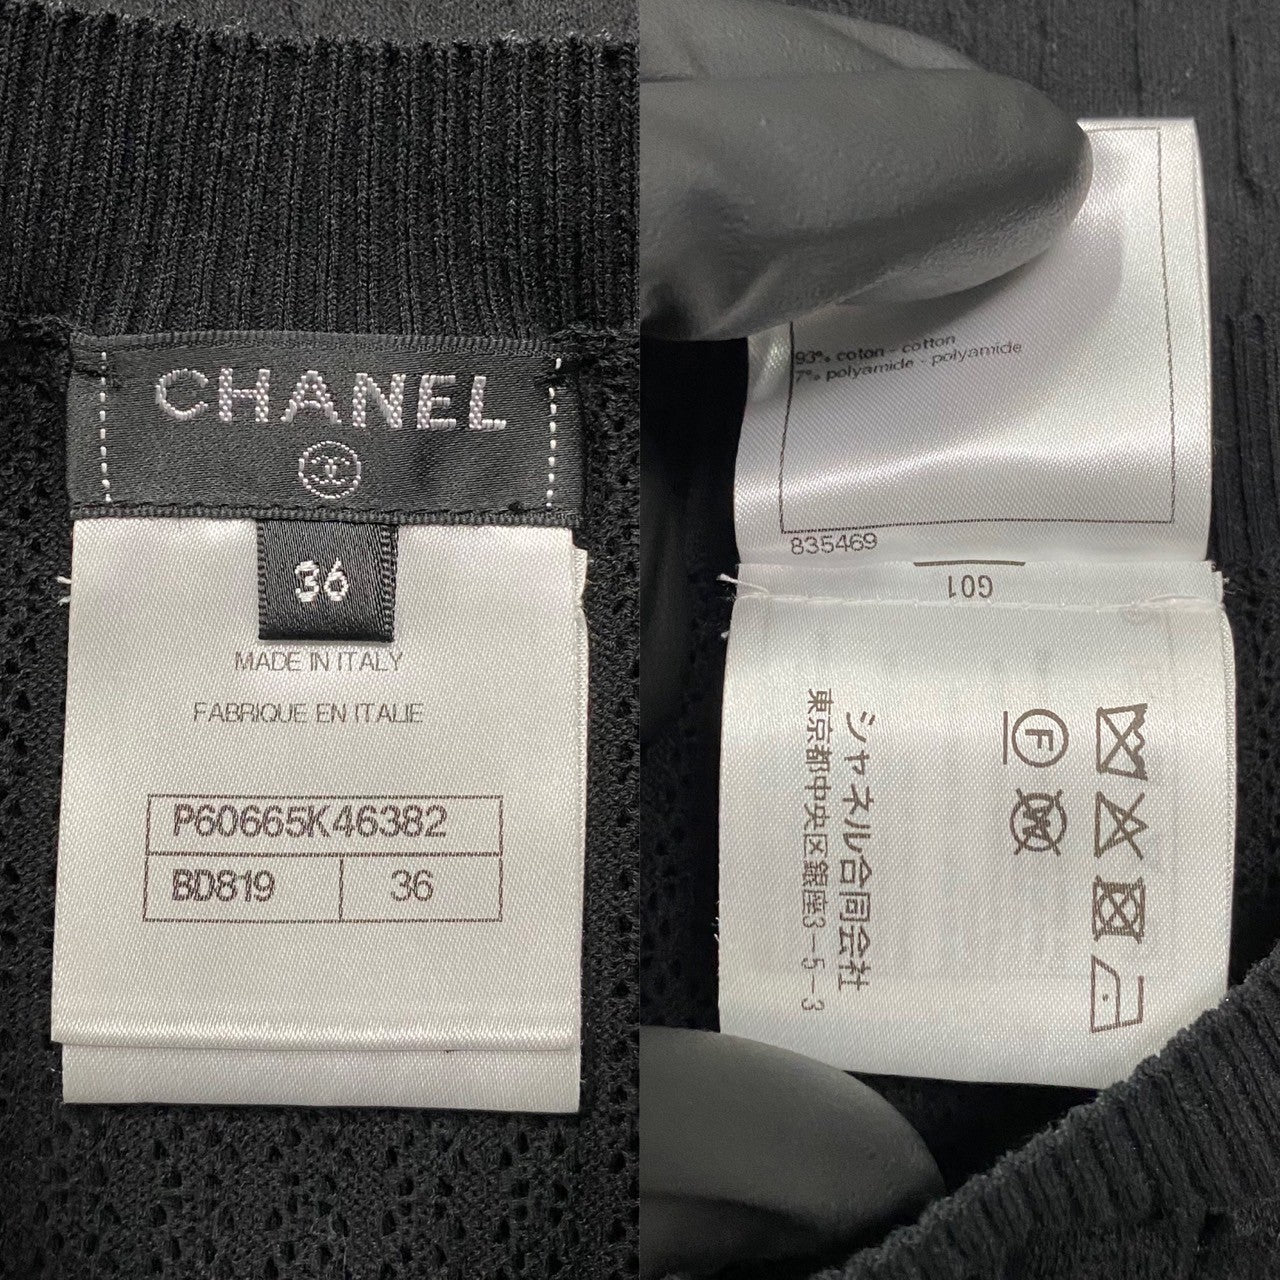 CHANEL
36
MADE IN ITALY
FABRIQUE EN ITALIE
P60665K46382
BD819 36
93% coton - cotton
7% polyamide - polyamide
835469
G01
シャネル合同会社
東京都中央区銀座3-5-3
F
W